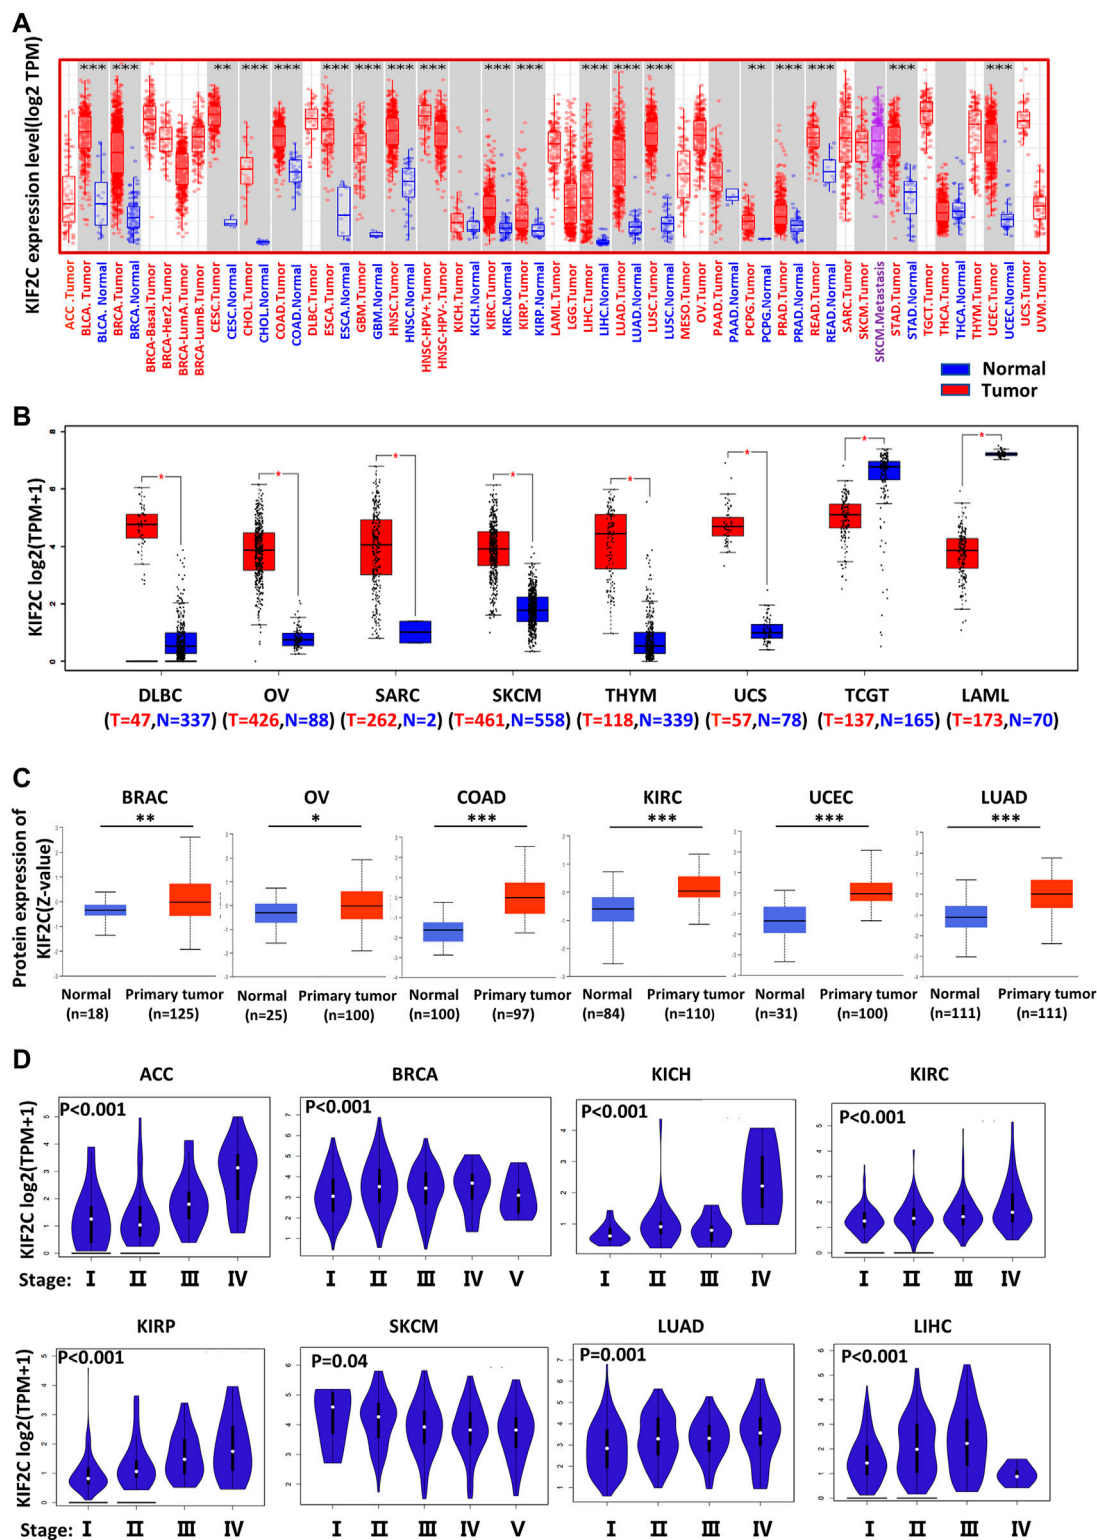 A
KIF2C expression level(log2 TPM)
*** *** ** *** *** *** *** *** *** *** *** *** *** *** ** *** *** *** ***
ACC.Tumor
BLCA.Tumor
BLCA.Normal
BRCA.Tumor
BRCA.Normal
BRCA-Basal.Tumor
BRCA-Her2.Tumor
BRCA-LumA.Tumor
BRCA-LumB.Tumor
CESC.Tumor
CESC.Normal
CHOL.Tumor
CHOL.Normal
COAD.Tumor
COAD.Normal
DLBC.Tumor
ESCA.Tumor
ESCA.Normal
GBM.Tumor
GBM.Normal
HNSC.Tumor
HNSC.Normal
HNSC-HPV+.Tumor
HNSC-HPV-.Tumor
KICH.Tumor
KICH.Normal
KIRC.Tumor
KIRC.Normal
KIRP.Tumor
KIRP.Normal
LAML.Tumor
LGG.Tumor
LIHC.Tumor
LIHC.Normal
LUAD.Tumor
LUAD.Normal
LUSC.Tumor
LUSC.Normal
MESO.Tumor
OV.Tumor
PAAD.Tumor
PAAD.Normal
PCPG.Tumor
PCPG.Normal
PRAD.Tumor
PRAD.Normal
READ.Tumor
READ.Normal
SARC.Tumor
SKCM.Tumor
SKCM.Metastasis
STAD.Tumor
STAD.Normal
TGCT.Tumor
THCA.Tumor
THCA.Normal
THYM.Tumor
UCEC.Tumor
UCEC.Normal
UCS.Tumor
UVM.Tumor
Normal
Tumor
B
KIF2C log2(TPM+1)
8
6
4
2
0
* * * * * * * *
DLBC OV SARC SKCM THYM UCS TCGT LAML
(T=47,N=337) (T=426,N=88) (T=262,N=2) (T=461,N=558) (T=118,N=339) (T=57,N=78) (T=137,N=165) (T=173,N=70)
C
Protein expression of
KIF2C(Z-value)
BRAC OV COAD KIRC UCEC LUAD
** * *** *** *** ***
Normal Primary tumor Normal Primary tumor Normal Primary tumor Normal Primary tumor Normal Primary tumor Normal Primary tumor
(n=18) (n=125) (n=25) (n=100) (n=100) (n=97) (n=84) (n=110) (n=31) (n=100) (n=111) (n=111)
D
ACC BRCA KICH KIRC
KIF2C log2(TPM+1)
P<0.001 P<0.001 P<0.001 P<0.001
Stage: I II III IV I II III IV V I II III IV I II III IV
KIRP SKCM LUAD LIHC
KIF2C log2(TPM+1)
P<0.001 P=0.04 P=0.001 P<0.001
Stage: I II III IV I II III IV V I II III IV I II III IV